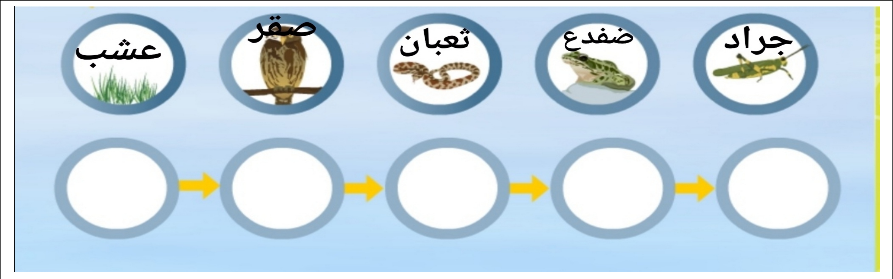 جراد
ضفدع
ثعبان
صقر
عشب